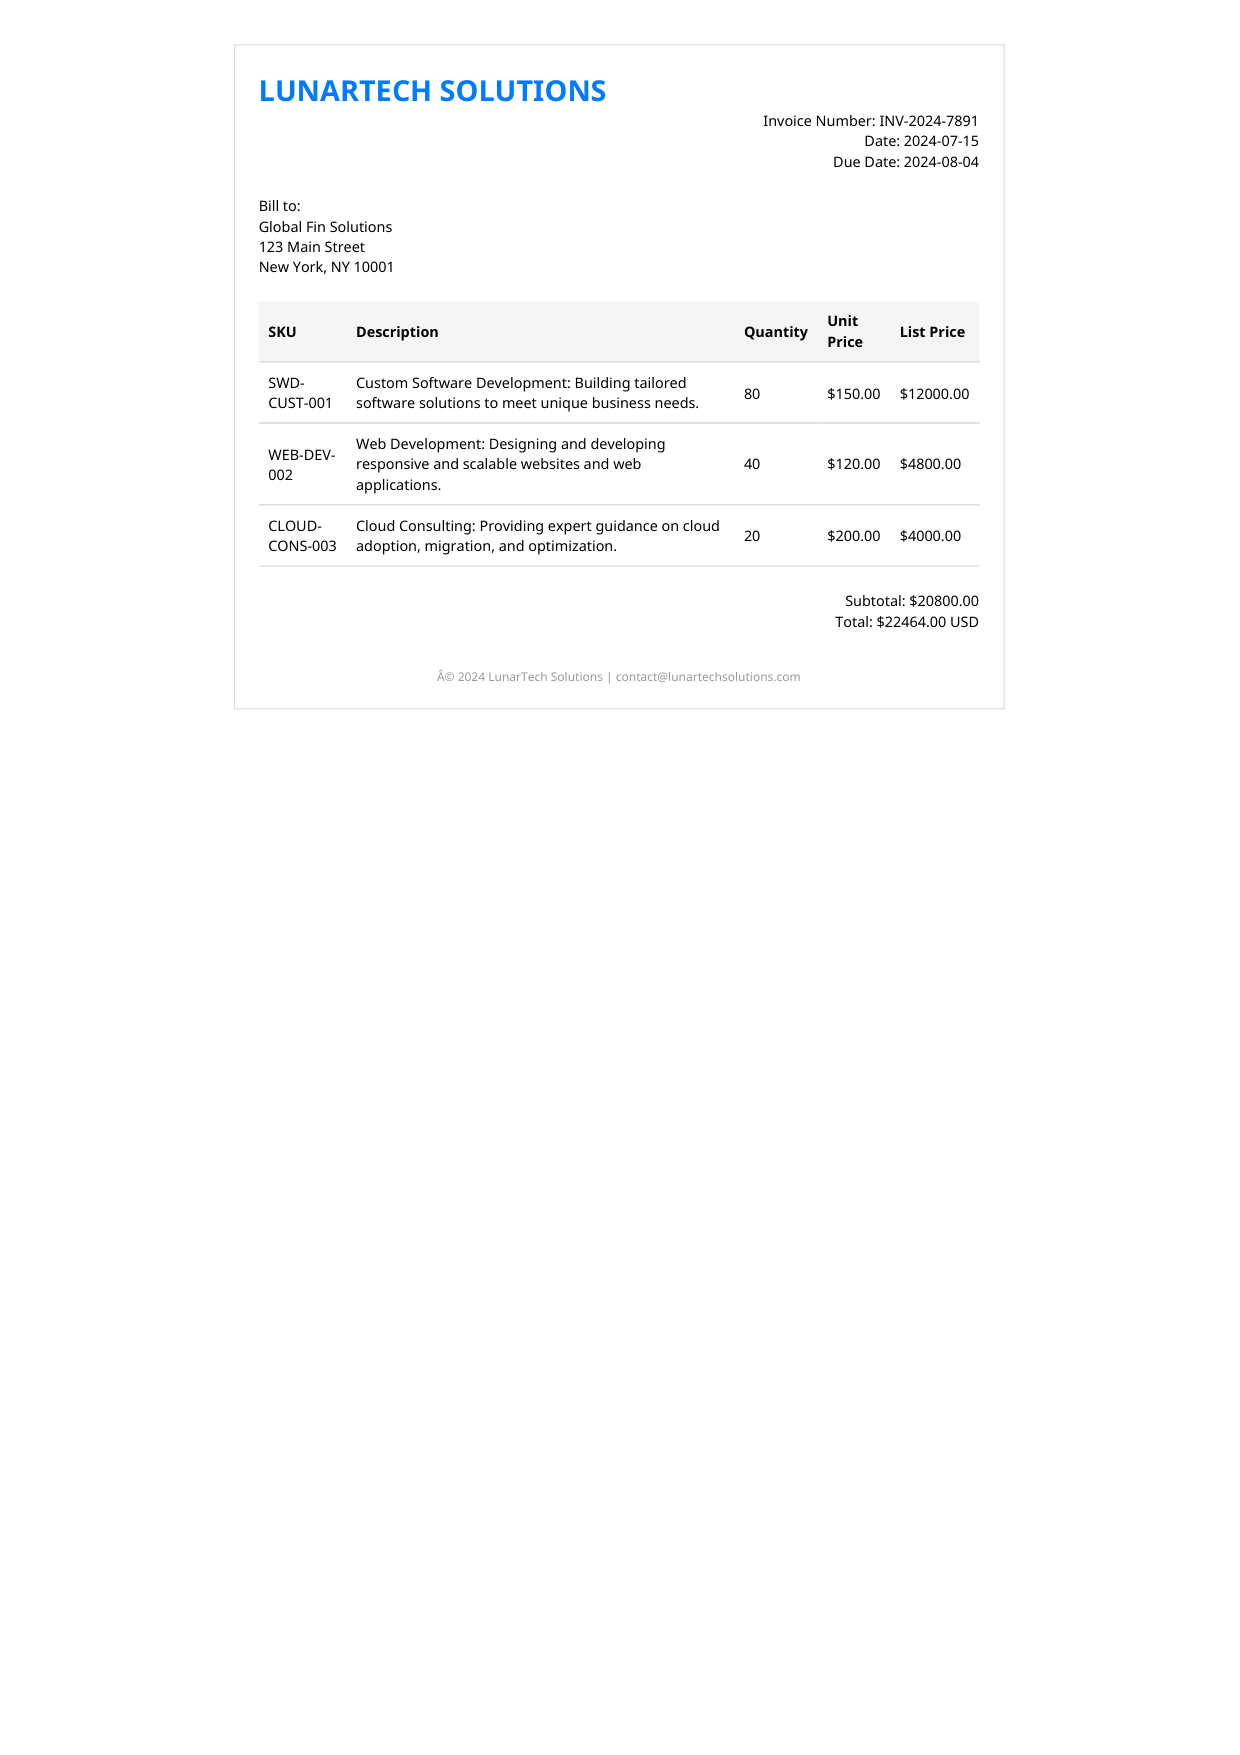 LUNARTECH SOLUTIONS
Invoice Number: INV-2024-7891
Date: 2024-07-15
Due Date: 2024-08-04
Bill to:
Global Fin Solutions
123 Main Street
New York, NY 10001
SKU Description Quantity Unit Price List Price
SWD-CUST-001 Custom Software Development: Building tailored
software solutions to meet unique business needs. 80 $150.00 $12000.00
WEB-DEV-002 Web Development: Designing and developing
responsive and scalable websites and web
applications. 40 $120.00 $4800.00
CLOUD-CONS-003 Cloud Consulting: Providing expert guidance on cloud
adoption, migration, and optimization. 20 $200.00 $4000.00
Subtotal: $20800.00
Total: $22464.00 USD
Â© 2024 LunarTech Solutions | contact@lunartechsolutions.com